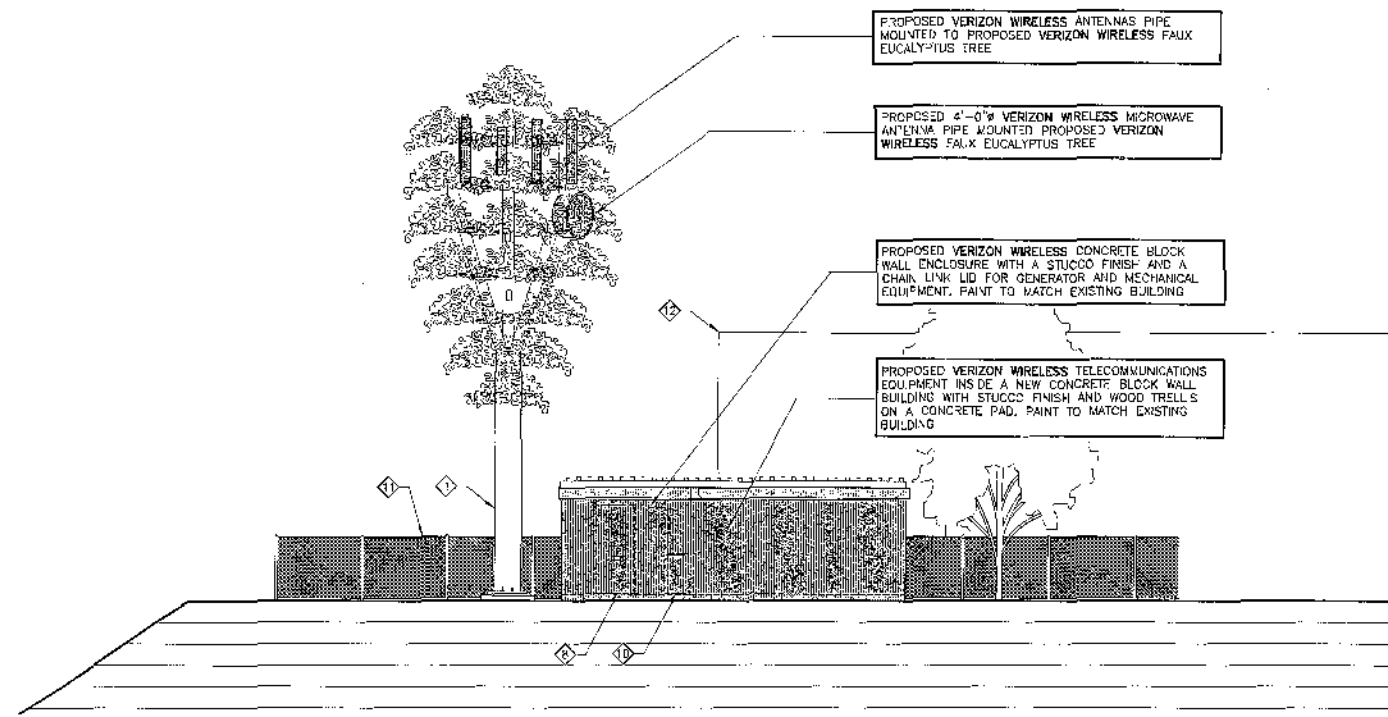 PROPOSED VERIZON WIRELESS ANTENNAS PIPE
MOUNTED TO PROPOSED VERIZON WIRELESS FAUX
EUCALYPTUS TREE
PROPOSED 4'-0"ø VERIZON WIRELESS MICROWAVE
ANTENNA PIPE MOUNTED PROPOSED VERIZON
WIRELESS FAUX EUCALYPTUS TREE
PROPOSED VERIZON WIRELESS CONCRETE BLOCK
WALL ENCLOSURE WITH A STUCCO FINISH AND A
CHAIN LINK LID FOR GENERATOR AND MECHANICAL
EQUIPMENT. PAINT TO MATCH EXISTING BUILDING
12
PROPOSED VERIZON WIRELESS TELECOMMUNICATIONS
EQUIPMENT INSIDE A NEW CONCRETE BLOCK WALL
BUILDING WITH STUCCO FINISH AND WOOD TRELLIS
ON A CONCRETE PAD. PAINT TO MATCH EXISTING
BUILDING
11
1
8
10